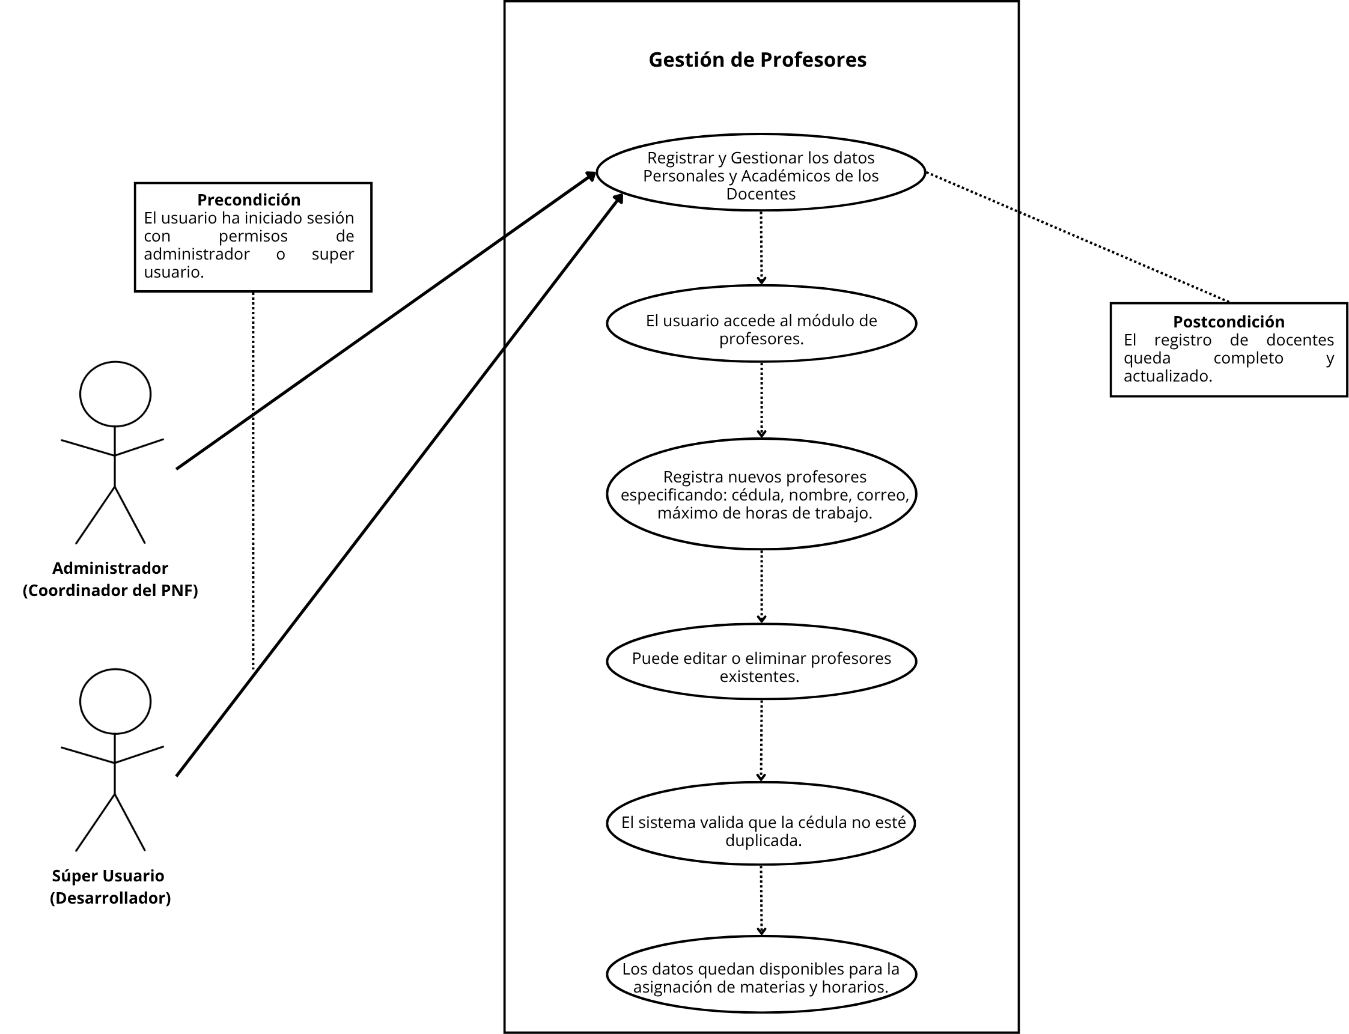 Gestión de Profesores
Registrar y Gestionar los datos
Personales y Académicos de los
Docentes
Precondición
El usuario ha iniciado sesión
con permisos de
administrador o super
usuario.
El usuario accede al módulo de
profesores.
Postcondición
El registro de docentes
queda completo y
actualizado.
Registra nuevos profesores
especificando: cédula, nombre, correo,
máximo de horas de trabajo.
Administrador
(Coordinador del PNF)
Puede editar o eliminar profesores
existentes.
El sistema valida que la cédula no esté
duplicada.
Súper Usuario
(Desarrollador)
Los datos quedan disponibles para la
asignación de materias y horarios.